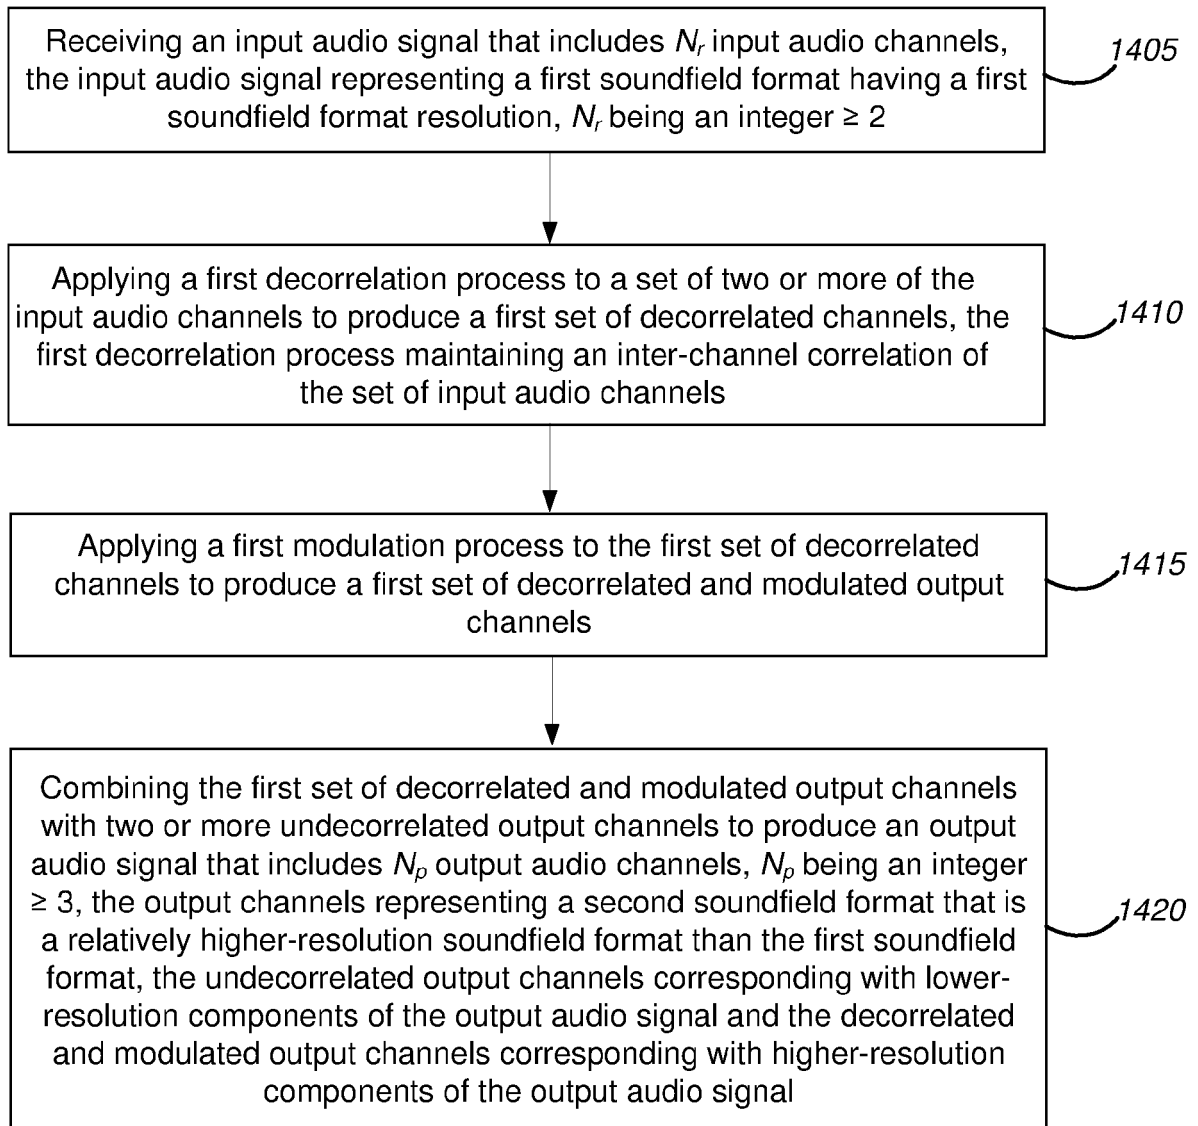 Receiving an input audio signal that includes Nr input audio channels,
the input audio signal representing a first soundfield format having a first
soundfield format resolution, Nr being an integer ≥ 2
1405
Applying a first decorrelation process to a set of two or more of the
input audio channels to produce a first set of decorrelated channels, the
first decorrelation process maintaining an inter-channel correlation of
the set of input audio channels
1410
Applying a first modulation process to the first set of decorrelated
channels to produce a first set of decorrelated and modulated output
channels
1415
Combining the first set of decorrelated and modulated output channels
with two or more undecorrelated output channels to produce an output
audio signal that includes Np output audio channels, Np being an integer
≥ 3, the output channels representing a second soundfield format that is
a relatively higher-resolution soundfield format than the first soundfield
format, the undecorrelated output channels corresponding with lower-
resolution components of the output audio signal and the decorrelated
and modulated output channels corresponding with higher-resolution
components of the output audio signal
1420